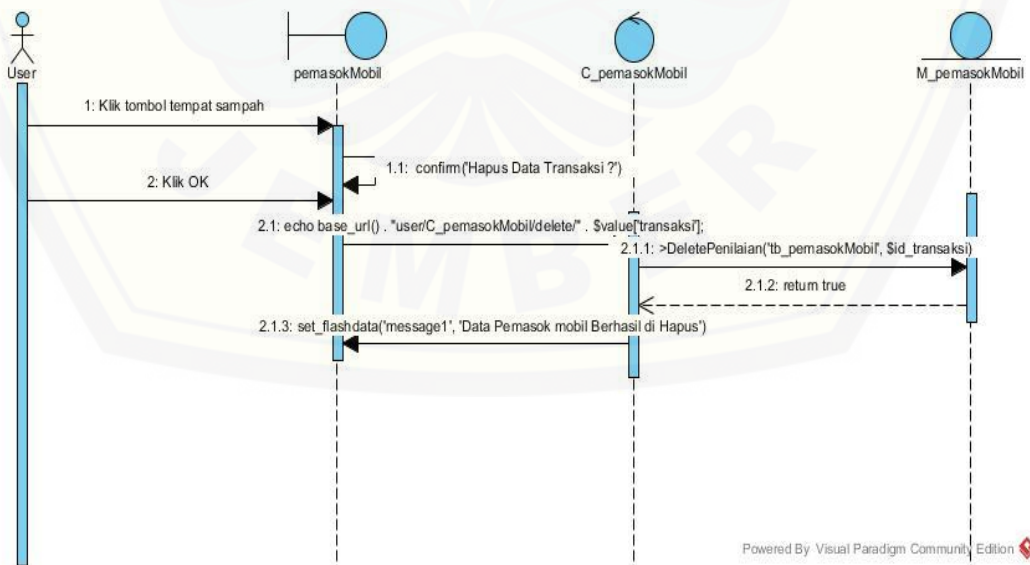 User
pemasokMobil
C_pemasokMobil
M_pemasokMobil
1: Klik tombol tempat sampah
1.1: confirm('Hapus Data Transaksi ?')
2: Klik OK
2.1: echo base_url() . "user/C_pemasokMobil/delete/" . $value['transaksi'];
2.1.1: >DeletePenilaian('tb_pemasokMobil', $id_transaksi)
2.1.2: return true
2.1.3: set_flashdata('message1', 'Data Pemasok mobil Berhasil di Hapus')
JEMBER
Powered By Visual Paradigm Community Edition